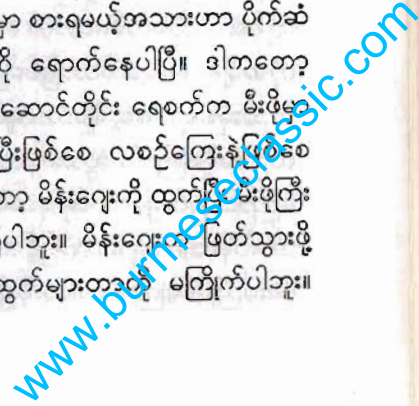 မှာ စားရမယ့်အသားဟာ ပိုက်ဆံ
ပို ရောက်နေပါပြီ။ ဒါကတော့
ဆောင်တိုင်း ရေစက်က မီးဖိုမှာ
ပြီးဖြစ်စေ လစဉ်ကြေးနဲ့ဖြစ်စေ
တာ့ မိန်းဂျေးကို ထွက်ပြီး မီးဖိုကြီး
ပါဘူး။ မိန်းဂျေးက ဖြတ်သွားဖို့
ထွက်များတာကို မကြိုက်ပါဘူး။
www.burmeseclassic.com